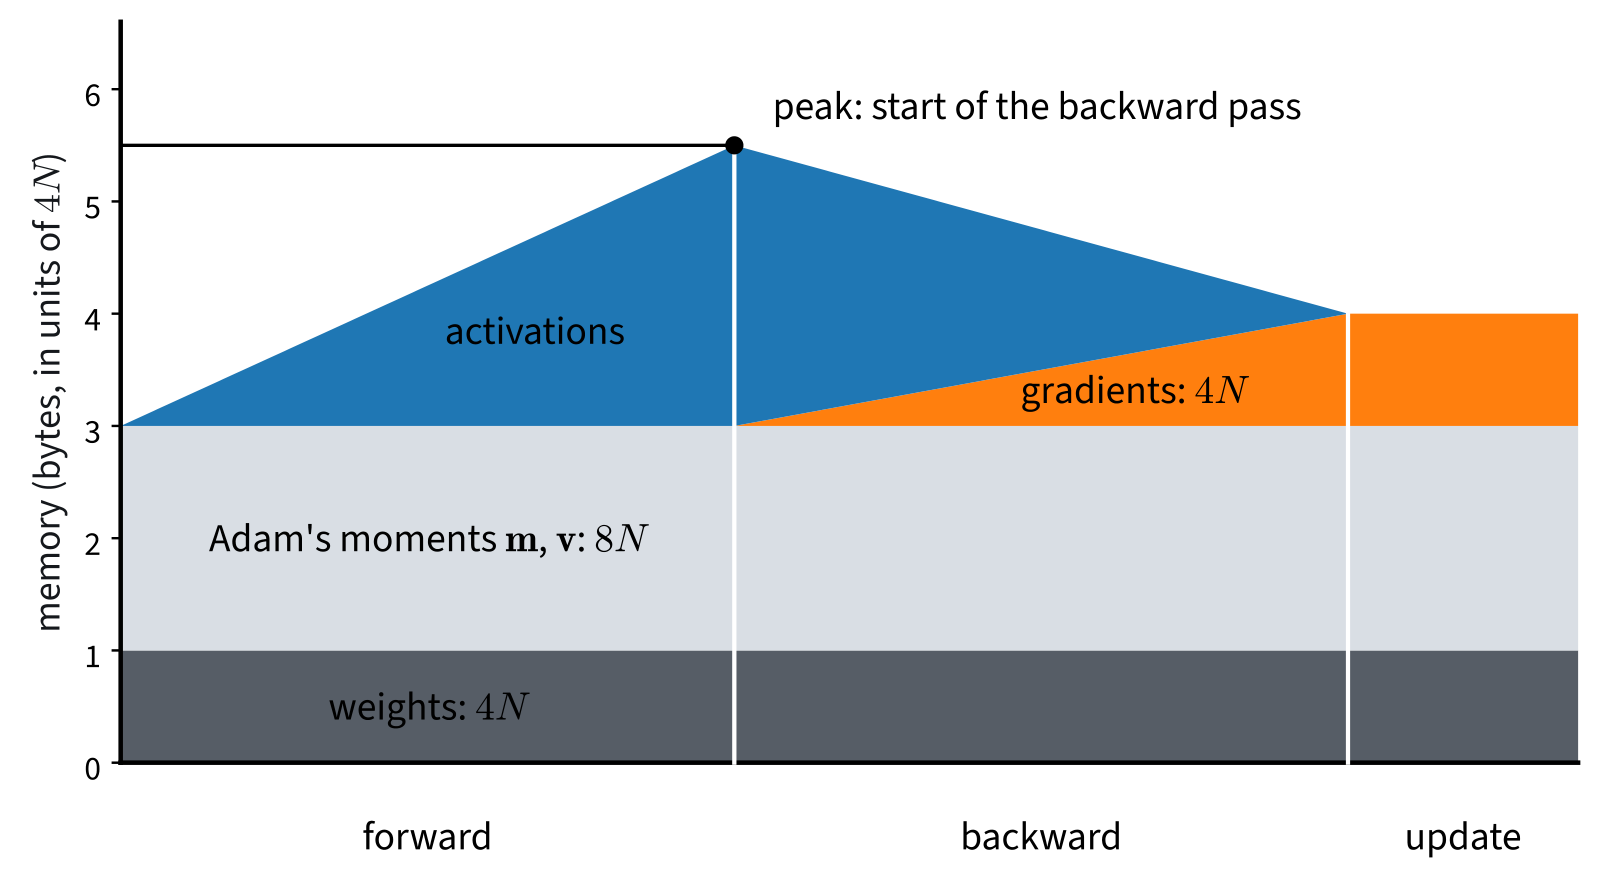 memory (bytes, in units of 4N)
6
5
4
3
2
1
0
peak: start of the backward pass
activations
gradients: 4N
Adam's moments m, v: 8N
weights: 4N
forward
backward
update